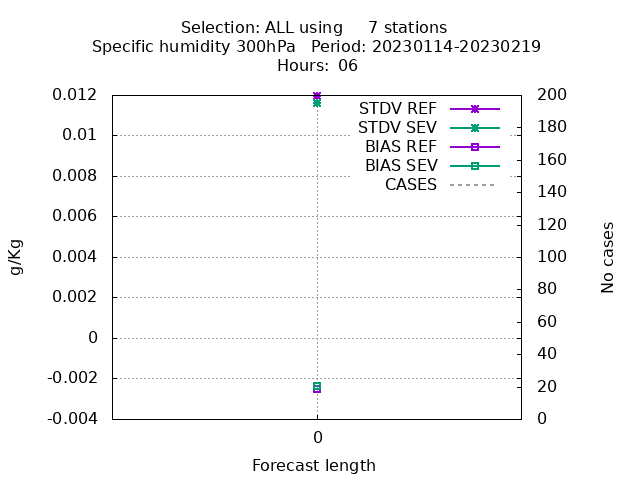 Selection: ALL using     7 stations
Specific humidity 300hPa   Period: 20230114-20230219
Hours: 06
0.012
0.01
0.008
0.006
0.004
0.002
0
-0.002
-0.004
g/Kg
STDV REF
STDV SEV
BIAS REF
BIAS SEV
CASES
200
180
160
140
120
100
80
60
40
20
0
No cases
0
Forecast length